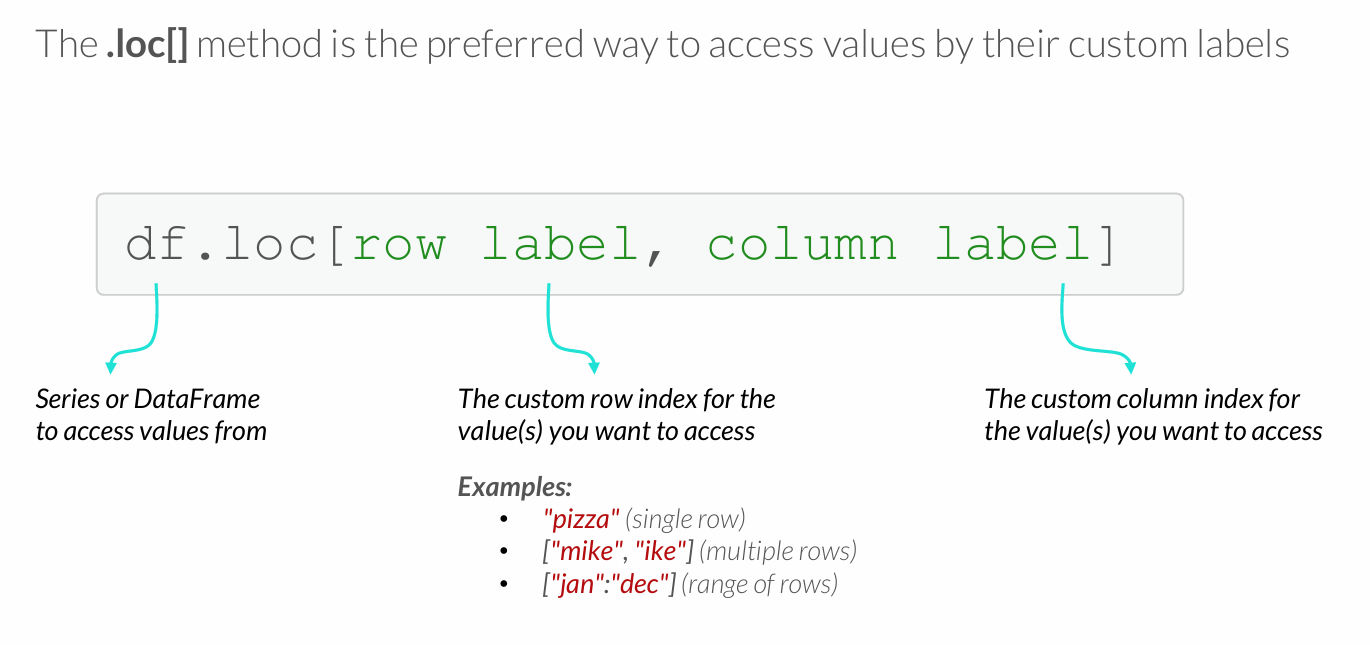 The .loc[] method is the preferred way to access values by their custom labels
df.loc[row label, column label]
Series or DataFrame
to access values from
The custom row index for the
value(s) you want to access
Examples:
• "pizza" (single row)
• ["mike", "ike"] (multiple rows)
• ["jan":"dec"] (range of rows)
The custom column index for
the value(s) you want to access